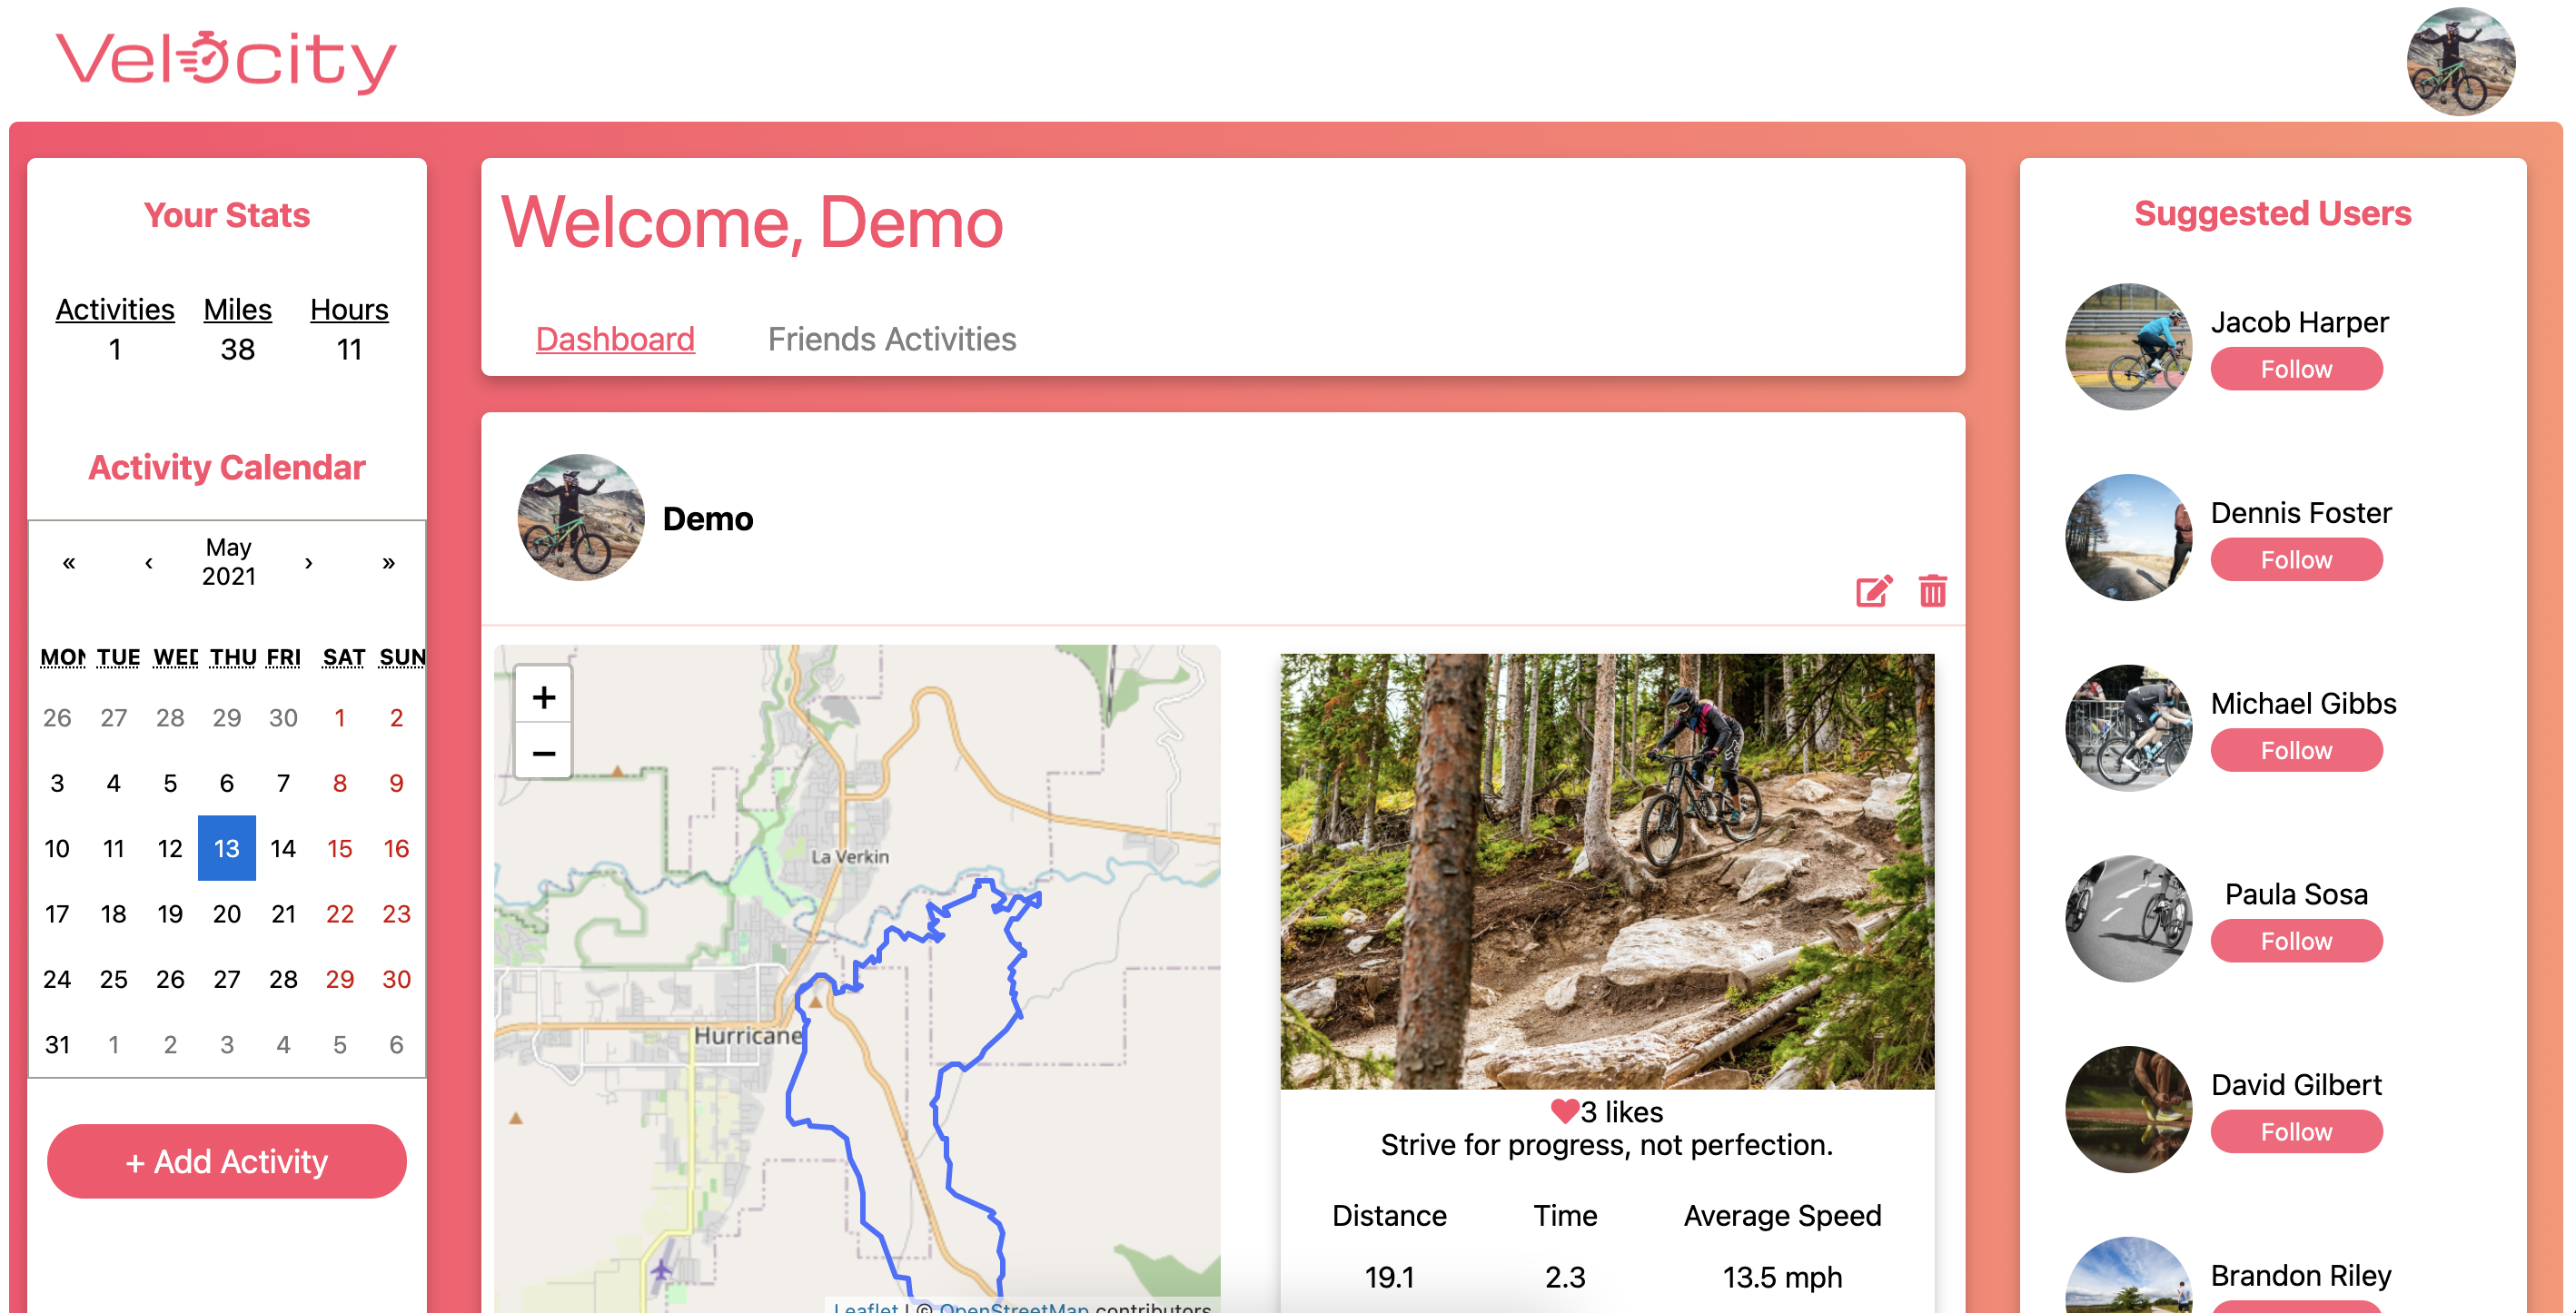 Velocity
Your Stats
Activities Miles Hours
1 38 11
Activity Calendar
« ‹ May 2021 › »
MON TUE WED THU FRI SAT SUN
26 27 28 29 30 1 2
3 4 5 6 7 8 9
10 11 12 13 14 15 16
17 18 19 20 21 22 23
24 25 26 27 28 29 30
31 1 2 3 4 5 6
+ Add Activity
Welcome, Demo
Dashboard Friends Activities
Demo
+
−
La Verkin
Hurricane
Leaflet | © OpenStreetMap contributors
3 likes
Strive for progress, not perfection.
Distance Time Average Speed
19.1 2.3 13.5 mph
Suggested Users
Jacob Harper
Follow
Dennis Foster
Follow
Michael Gibbs
Follow
Paula Sosa
Follow
David Gilbert
Follow
Brandon Riley